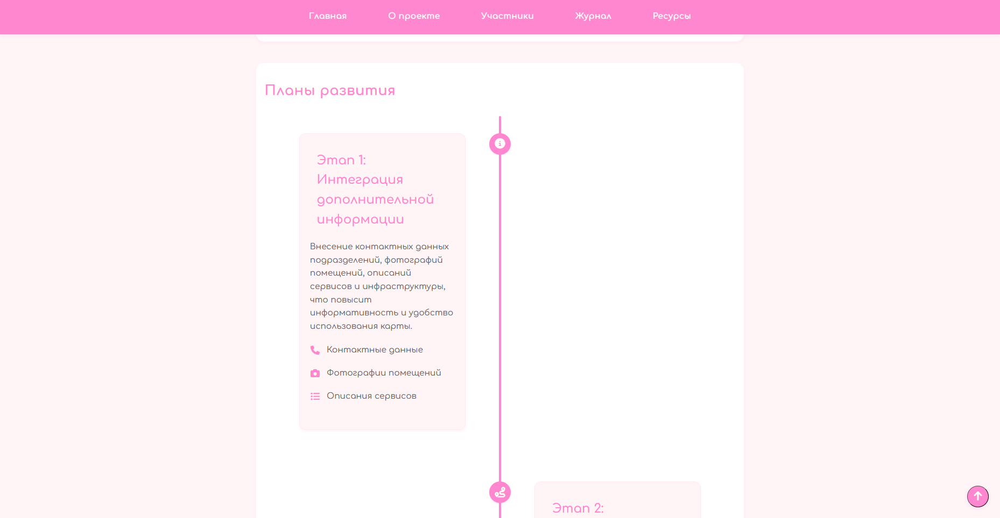 Главная О проекте Участники Журнал Ресурсы
Планы развития
Этап 1:
Интеграция
дополнительной
информации
Внесение контактных данных
подразделений, фотографий
помещений, описаний
сервисов и инфраструктуры,
что повысит
информативность и удобство
использования карты.
Контактные данные
Фотографии помещений
Описания сервисов
Этап 2: